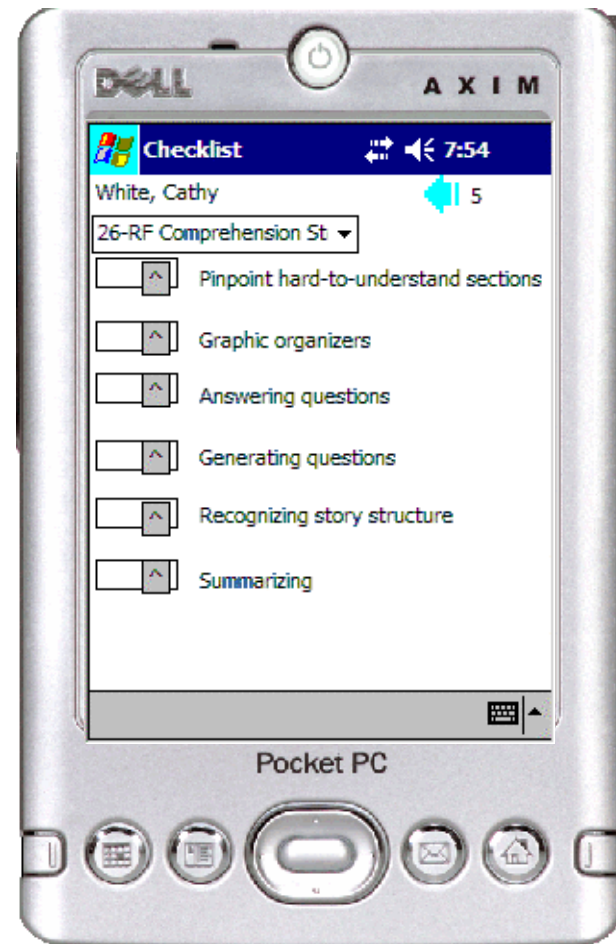 DELL
AXIM
Checklist 7:54
White, Cathy 5
26-RF Comprehension St
Pinpoint hard-to-understand sections
Graphic organizers
Answering questions
Generating questions
Recognizing story structure
Summarizing
Pocket PC